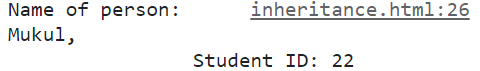 Name of person: inheritance.html:26
Mukul,
Student ID: 22